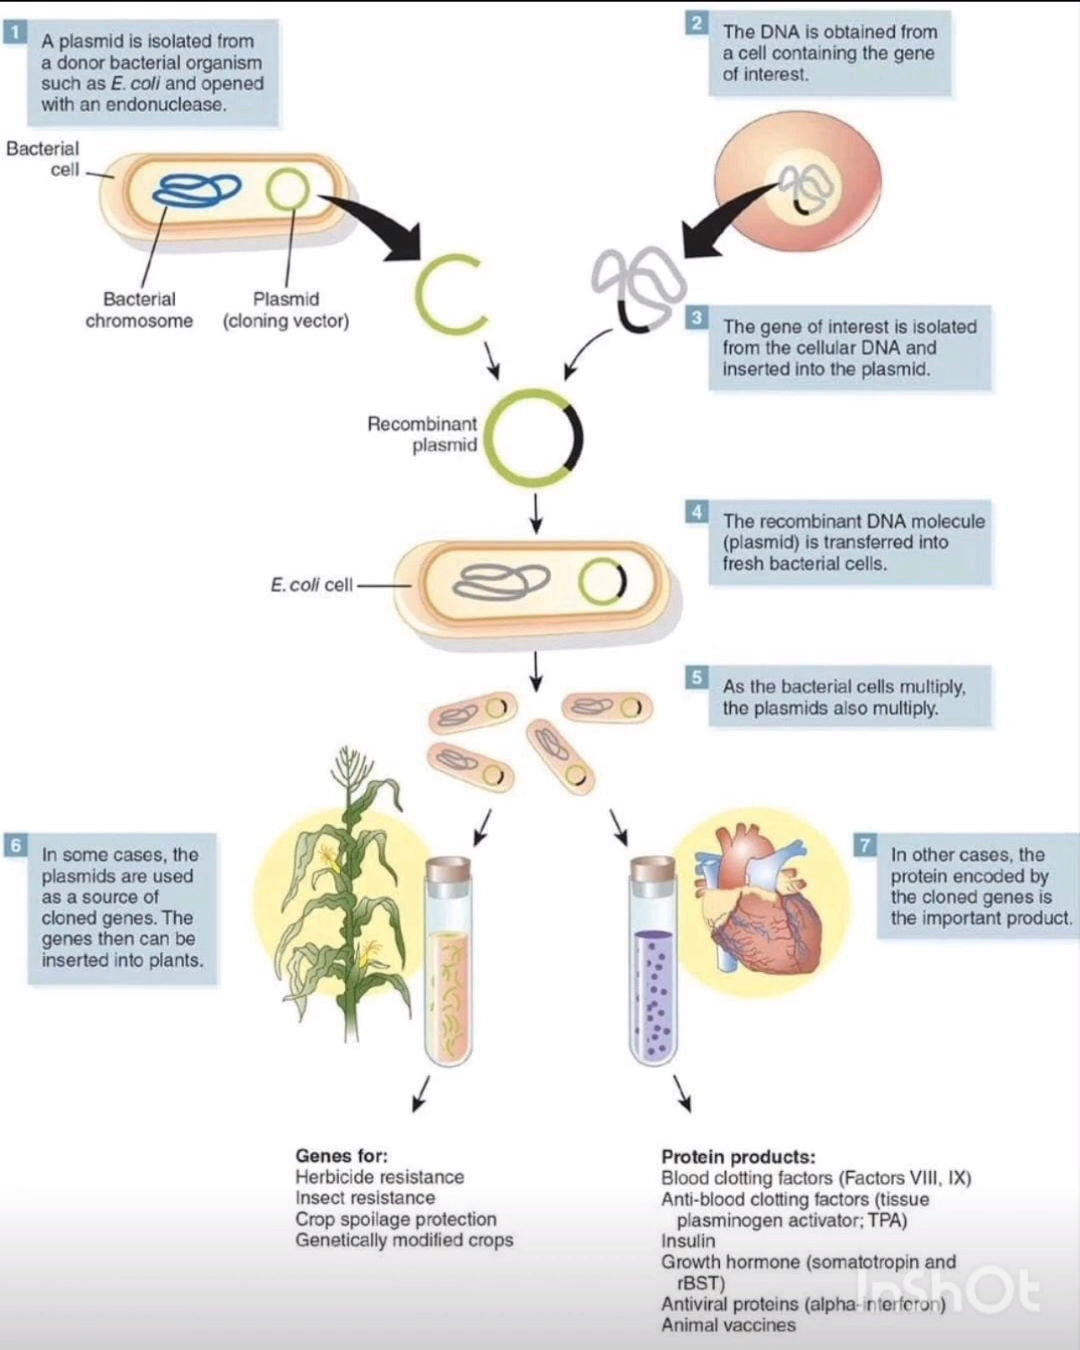 1
A plasmid is isolated from
a donor bacterial organism
such as E. coli and opened
with an endonuclease.
2
The DNA is obtained from
a cell containing the gene
of interest.
Bacterial
cell
Bacterial
chromosome
Plasmid
(cloning vector)
3
The gene of interest is isolated
from the cellular DNA and
inserted into the plasmid.
Recombinant
plasmid
4
The recombinant DNA molecule
(plasmid) is transferred into
fresh bacterial cells.
E. coli cell
5
As the bacterial cells multiply,
the plasmids also multiply.
6
In some cases, the
plasmids are used
as a source of
cloned genes. The
genes then can be
inserted into plants.
7
In other cases, the
protein encoded by
the cloned genes is
the important product.
Genes for:
Herbicide resistance
Insect resistance
Crop spoilage protection
Genetically modified crops
Protein products:
Blood clotting factors (Factors VIII, IX)
Anti-blood clotting factors (tissue
plasminogen activator; TPA)
Insulin
Growth hormone (somatotropin and
rBST)
Antiviral proteins (alpha-interferon)
Animal vaccines
InShOt